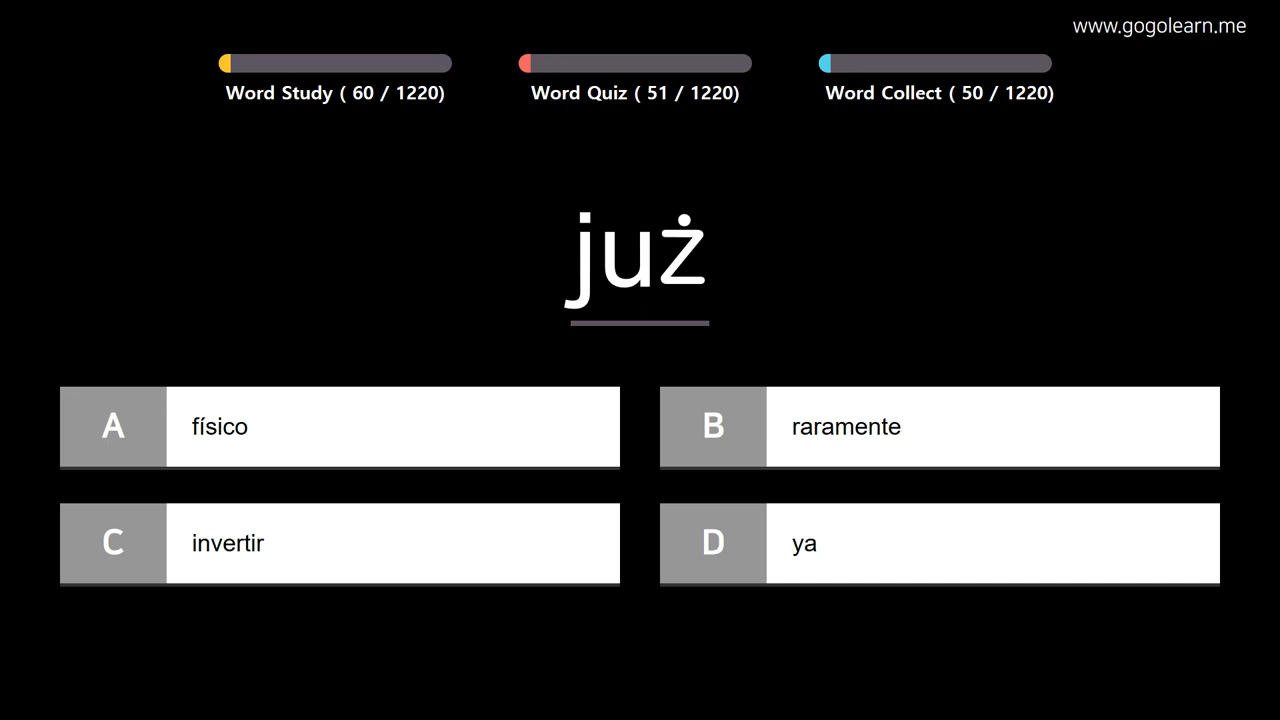 www.gogolearn.me
Word Study ( 60 / 1220)
Word Quiz ( 51 / 1220)
Word Collect ( 50 / 1220)
już
A físico
B raramente
C invertir
D ya